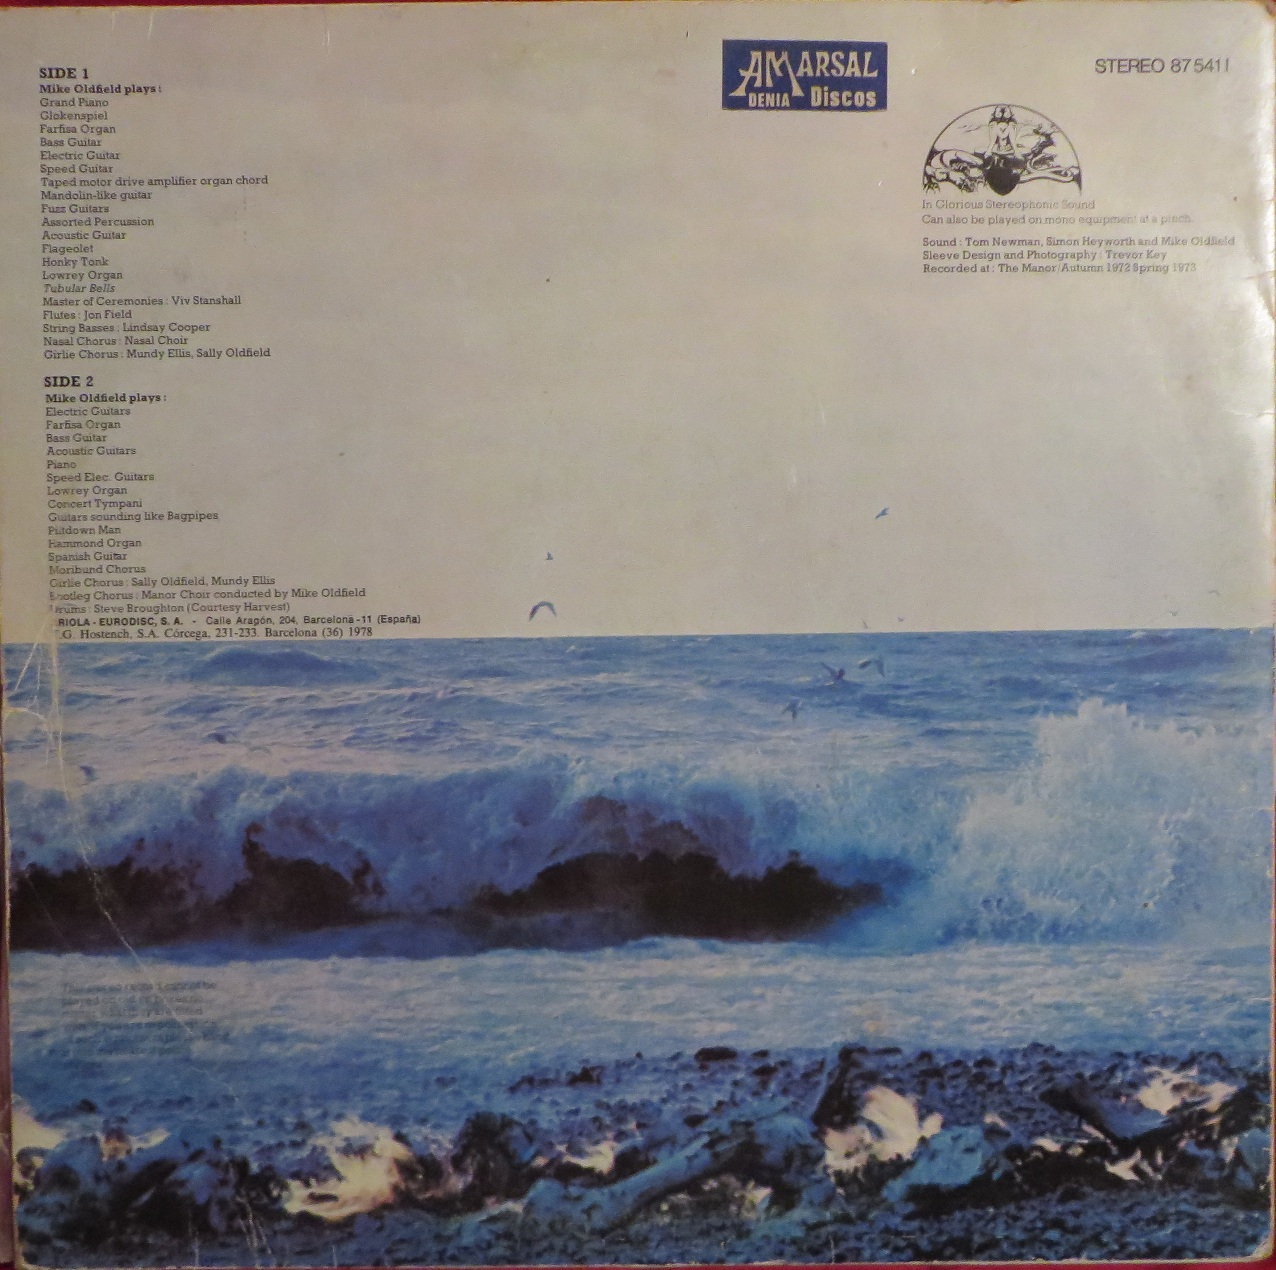 SIDE 1
Mike Oldfield plays:
Grand Piano
Glokenspiel
Farfisa Organ
Bass Guitar
Electric Guitar
Speed Guitar
Taped motor drive amplifier organ chord
Mandolin-like guitar
Fuzz Guitars
Assorted Percussion
Acoustic Guitar
Flageolet
Honky Tonk
Lowrey Organ
Tubular Bells
Master of Ceremonies: Viv Stanshall
Flutes: Jon Field
String Basses: Lindsay Cooper
Nasal Chorus: Nasal Choir
Girlie Chorus: Mundy Ellis, Sally Oldfield
SIDE 2
Mike Oldfield plays:
Electric Guitars
Farfisa Organ
Bass Guitar
Acoustic Guitars
Piano
Speed Elec. Guitars
Lowrey Organ
Concert Tympani
Guitars sounding like Bagpipes
Piltdown Man
Hammond Organ
Spanish Guitar
Moribund Chorus
Girlie Chorus: Sally Oldfield, Mundy Ellis
Bootleg Chorus: Manor Choir conducted by Mike Oldfield
Drums: Steve Broughton (Courtesy Harvest)
RIOLA - EURODISC, S. A. - Calle Aragón, 204, Barcelona-11 (España)
.G. Hostench, S.A. Córcega, 231-233. Barcelona (36) 1978
AMARSAL
DENIA Discos
STEREO 87 541 I
In Glorious Stereophonic Sound
Can also be played on mono equipment at a pinch.
Sound: Tom Newman, Simon Heyworth and Mike Oldfield
Sleeve Design and Photography: Trevor Key
Recorded at: The Manor/Autumn 1972 Spring 1973